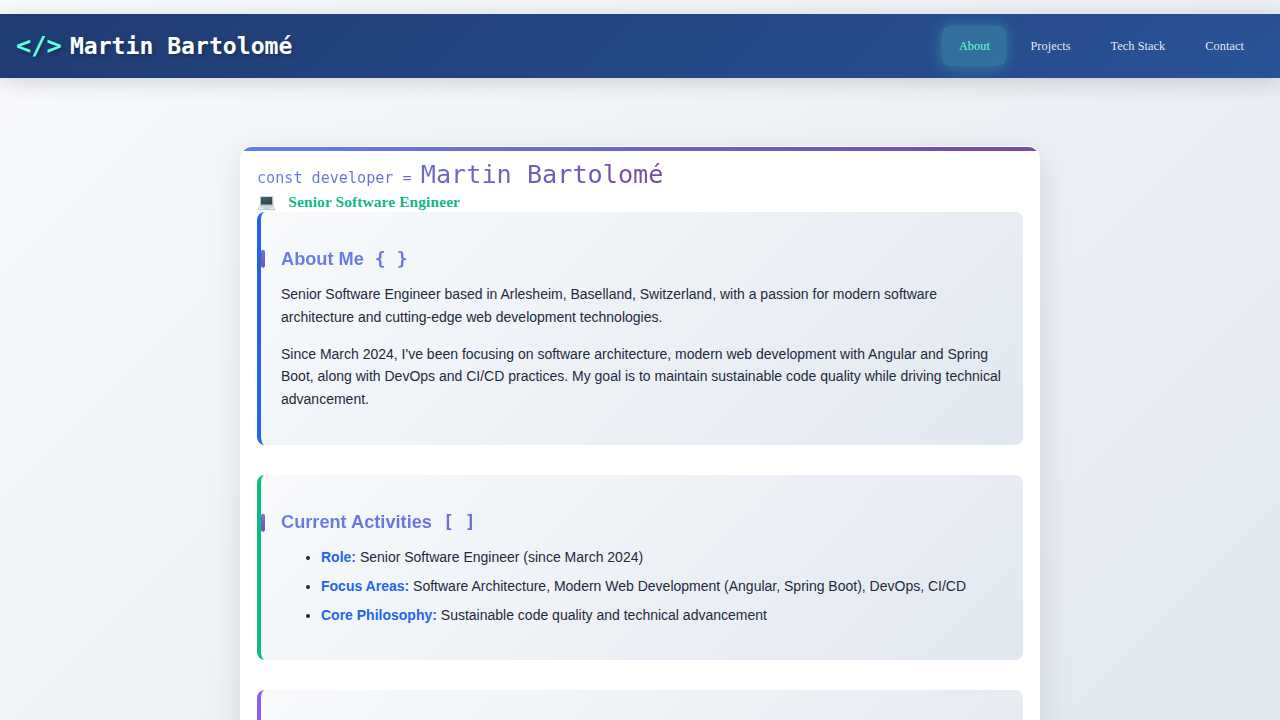 </> Martin Bartolomé
About
Projects
Tech Stack
Contact
const developer = Martin Bartolomé
💻 Senior Software Engineer
About Me { }
Senior Software Engineer based in Arlesheim, Baselland, Switzerland, with a passion for modern software
architecture and cutting-edge web development technologies.
Since March 2024, I've been focusing on software architecture, modern web development with Angular and Spring
Boot, along with DevOps and CI/CD practices. My goal is to maintain sustainable code quality while driving technical
advancement.
Current Activities [ ]
• Role: Senior Software Engineer (since March 2024)
• Focus Areas: Software Architecture, Modern Web Development (Angular, Spring Boot), DevOps, CI/CD
• Core Philosophy: Sustainable code quality and technical advancement